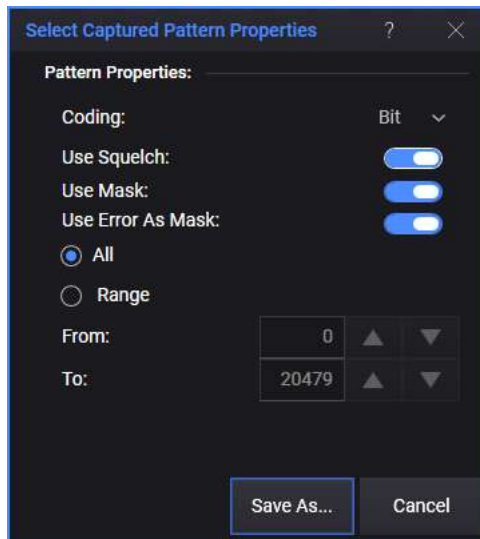 Select Captured Pattern Properties ?
Pattern Properties:
Coding: Bit
Use Squelch:
Use Mask:
Use Error As Mask:
All
Range
From: 0
To: 20479
Save As... Cancel